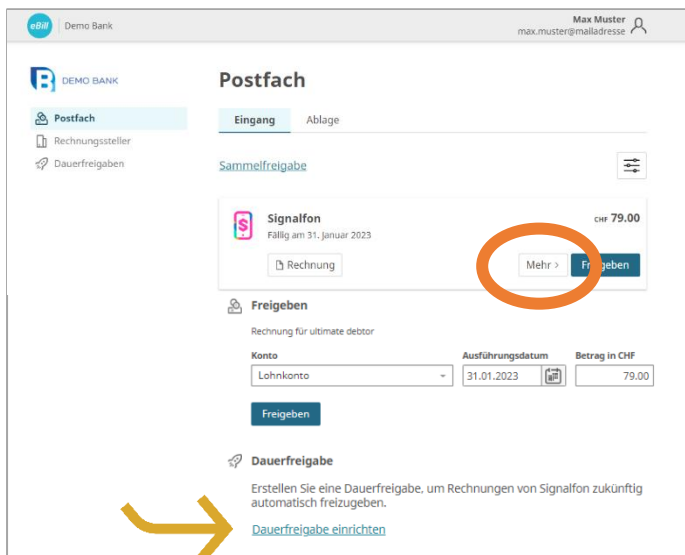 eBill Demo Bank
Max Muster
max.muster@mailadresse
DEMO BANK
Postfach
Rechnungssteller
Dauerfreigaben
Postfach
Eingang Ablage
Sammelfreigabe
Signalfon CHF 79.00
Fällig am 31. Januar 2023
Rechnung Mehr > Freigeben
Freigeben
Rechnung für ultimate debtor
Konto Ausführungsdatum Betrag in CHF
Lohnkonto 31.01.2023 79.00
Freigeben
Dauerfreigabe
Erstellen Sie eine Dauerfreigabe, um Rechnungen von Signalfon zukünftig
automatisch freizugeben.
Dauerfreigabe einrichten